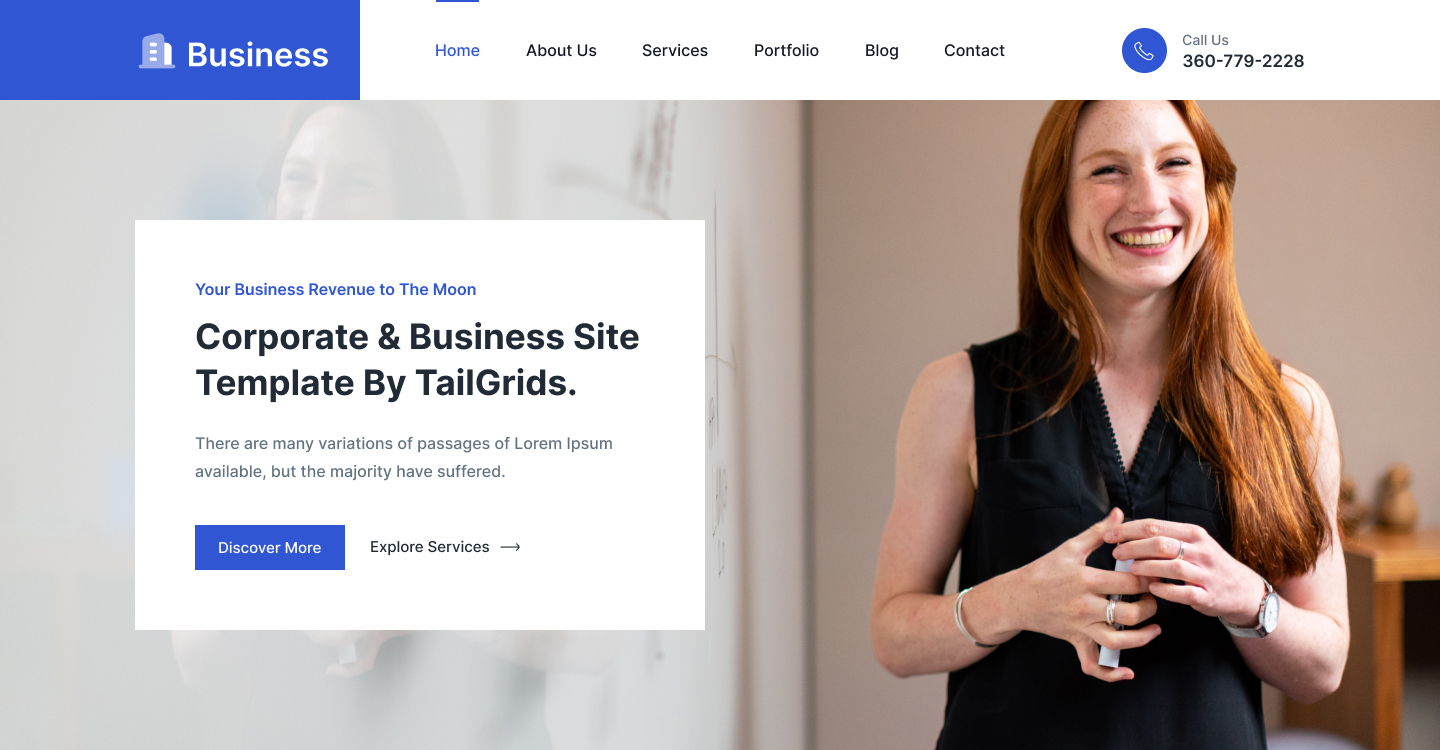 Business
Home
About Us
Services
Portfolio
Blog
Contact
Call Us
360-779-2228
Your Business Revenue to The Moon
Corporate & Business Site
Template By TailGrids.
There are many variations of passages of Lorem Ipsum
available, but the majority have suffered.
Discover More
Explore Services